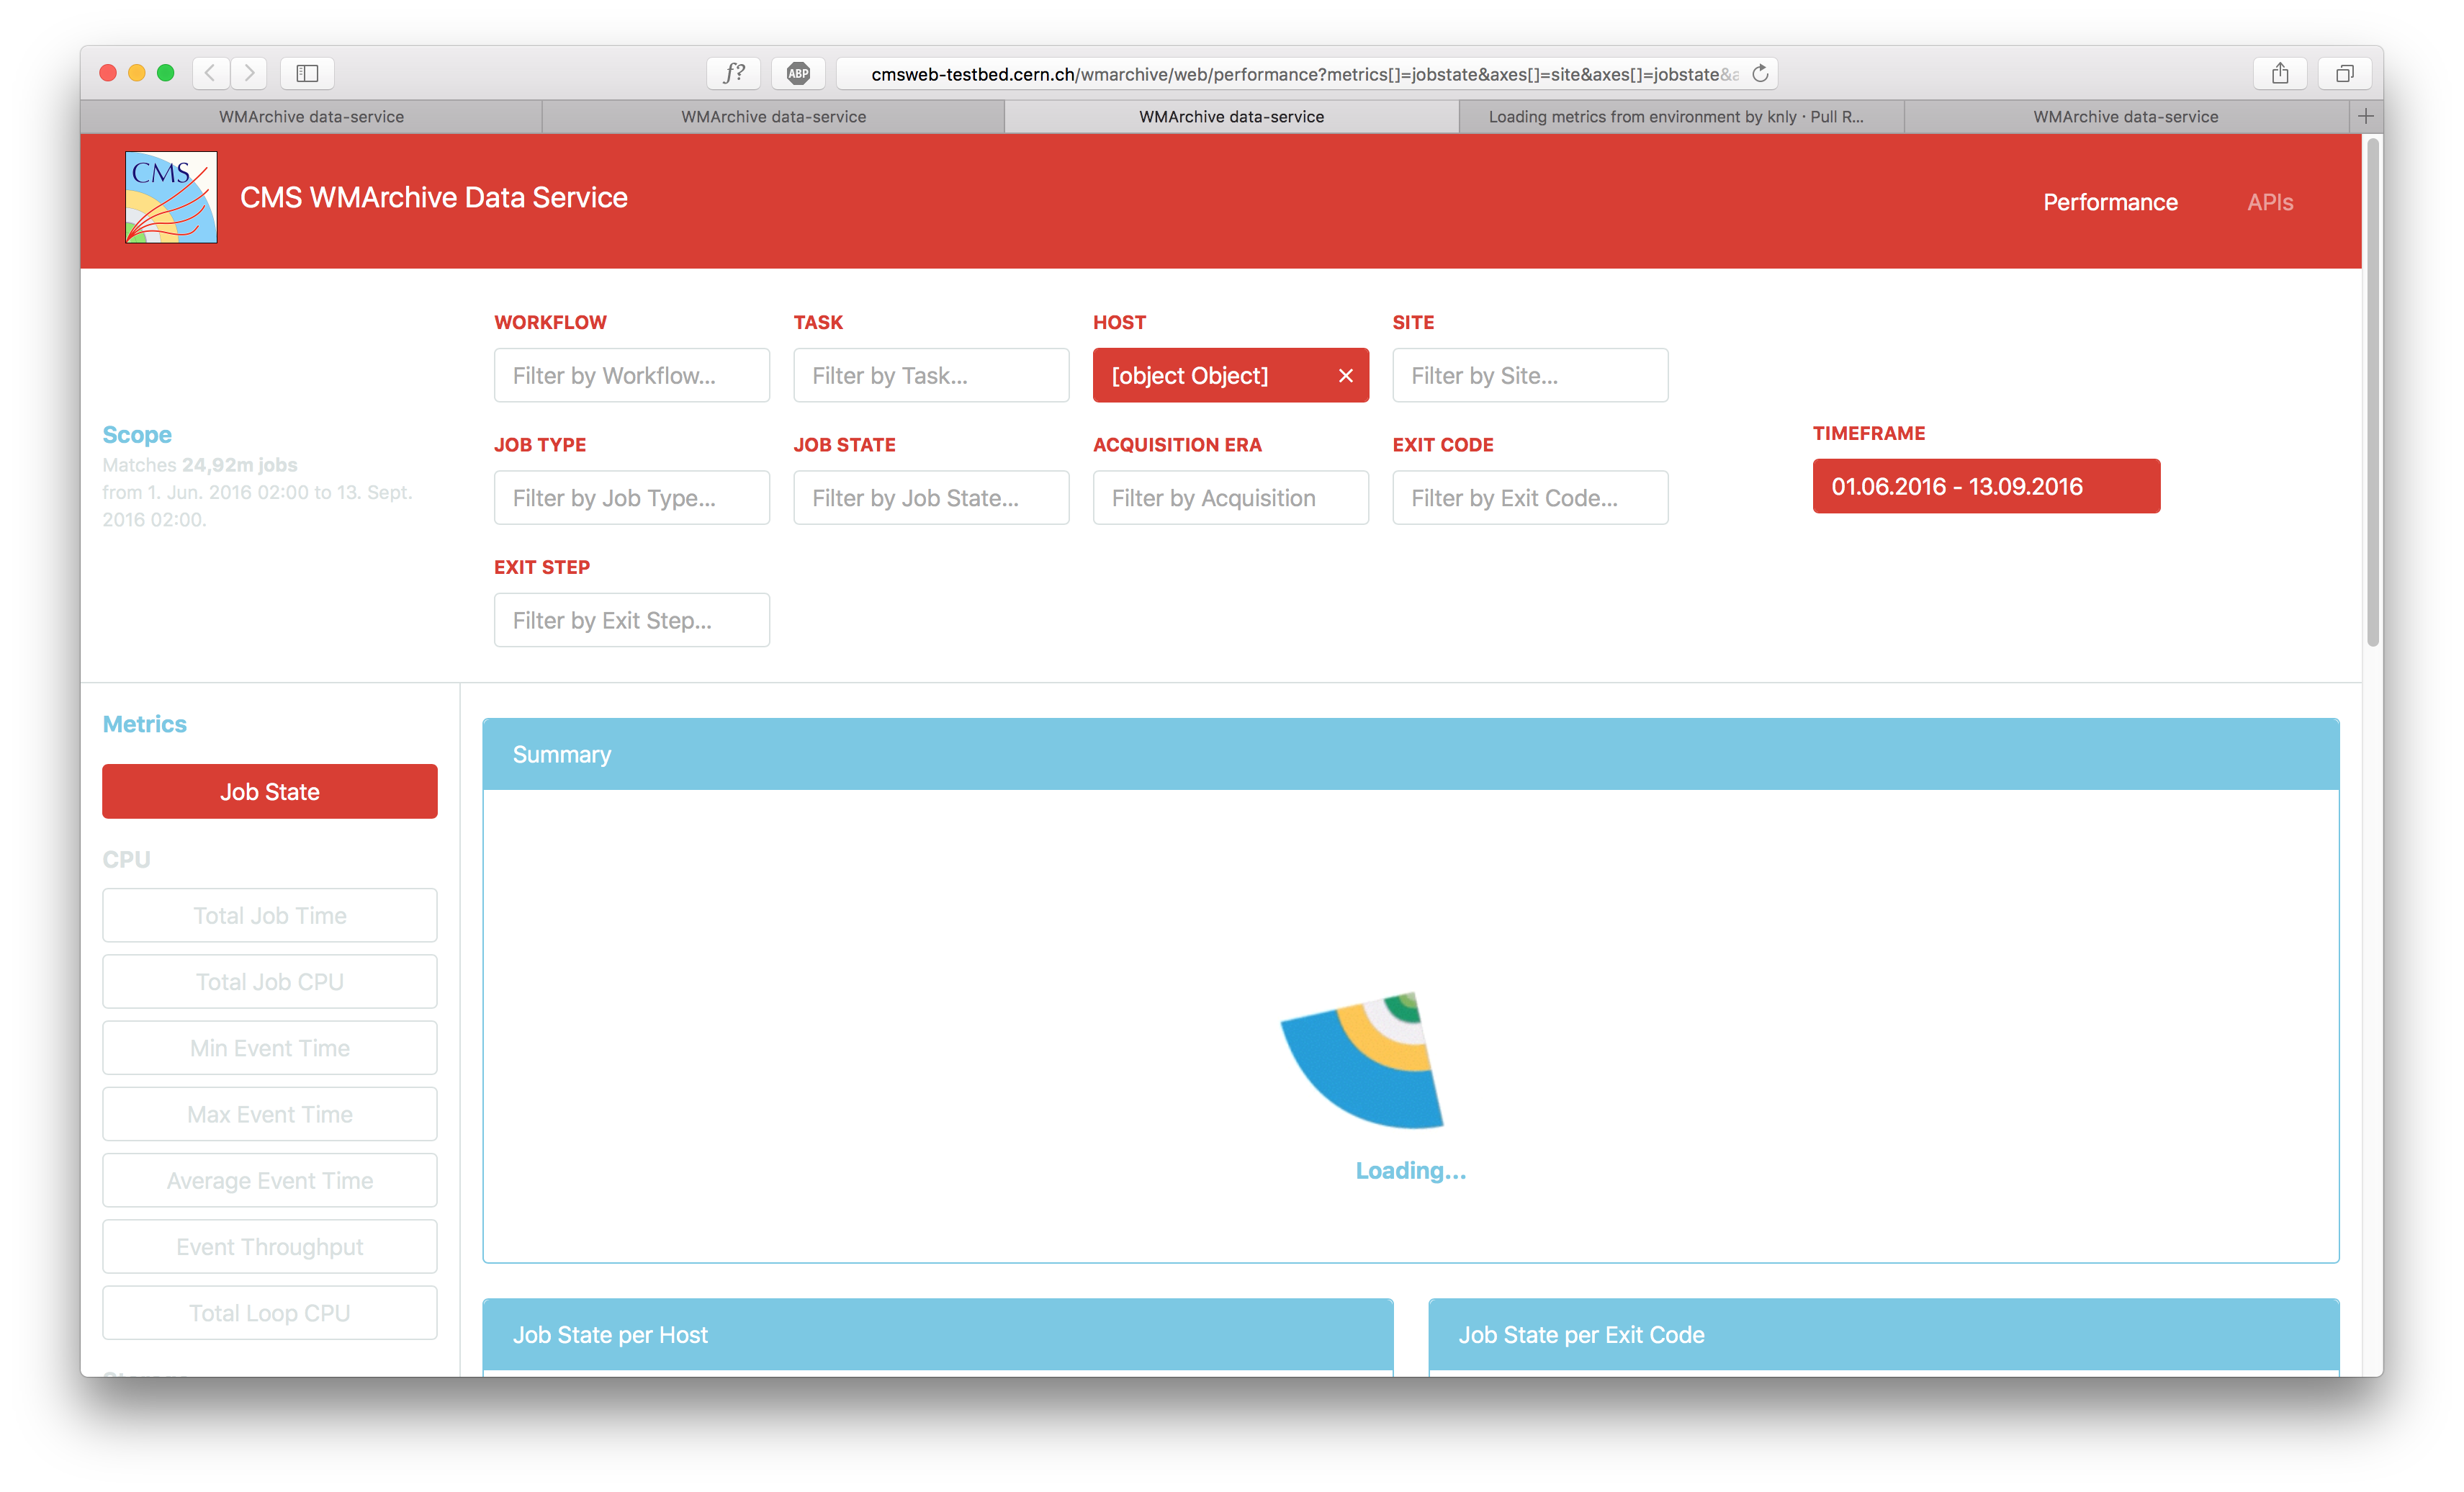 f?
ABP
cmsweb-testbed.cern.ch/wmarchive/web/performance?metrics[]=jobstate&axes[]=site&axes[]=jobstate&a
WMArchive data-service
WMArchive data-service
WMArchive data-service
Loading metrics from environment by knly · Pull R...
WMArchive data-service
CMS
CMS WMArchive Data Service
Performance
APIs
WORKFLOW
TASK
HOST
SITE
Filter by Workflow...
Filter by Task...
[object Object] ×
Filter by Site...
Scope
Matches 24,92m jobs
from 1. Jun. 2016 02:00 to 13. Sept.
2016 02:00.
JOB TYPE
JOB STATE
ACQUISITION ERA
EXIT CODE
Filter by Job Type...
Filter by Job State...
Filter by Acquisition
Filter by Exit Code...
TIMEFRAME
01.06.2016 - 13.09.2016
EXIT STEP
Filter by Exit Step...
Metrics
Job State
CPU
Total Job Time
Total Job CPU
Min Event Time
Max Event Time
Average Event Time
Event Throughput
Total Loop CPU
Summary
Loading...
Job State per Host
Job State per Exit Code